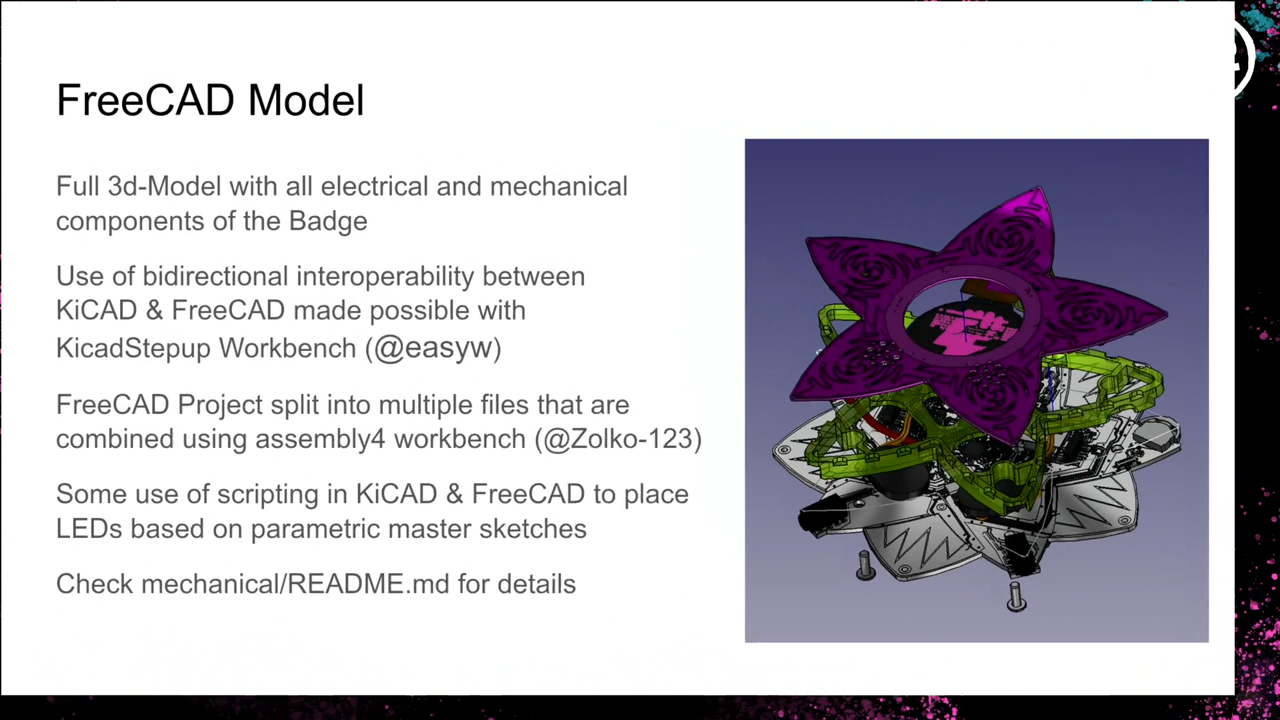 FreeCAD Model
Full 3d-Model with all electrical and mechanical
components of the Badge
Use of bidirectional interoperability between
KiCAD & FreeCAD made possible with
KicadStepup Workbench (@easyw)
FreeCAD Project split into multiple files that are
combined using assembly4 workbench (@Zolko-123)
Some use of scripting in KiCAD & FreeCAD to place
LEDs based on parametric master sketches
Check mechanical/README.md for details